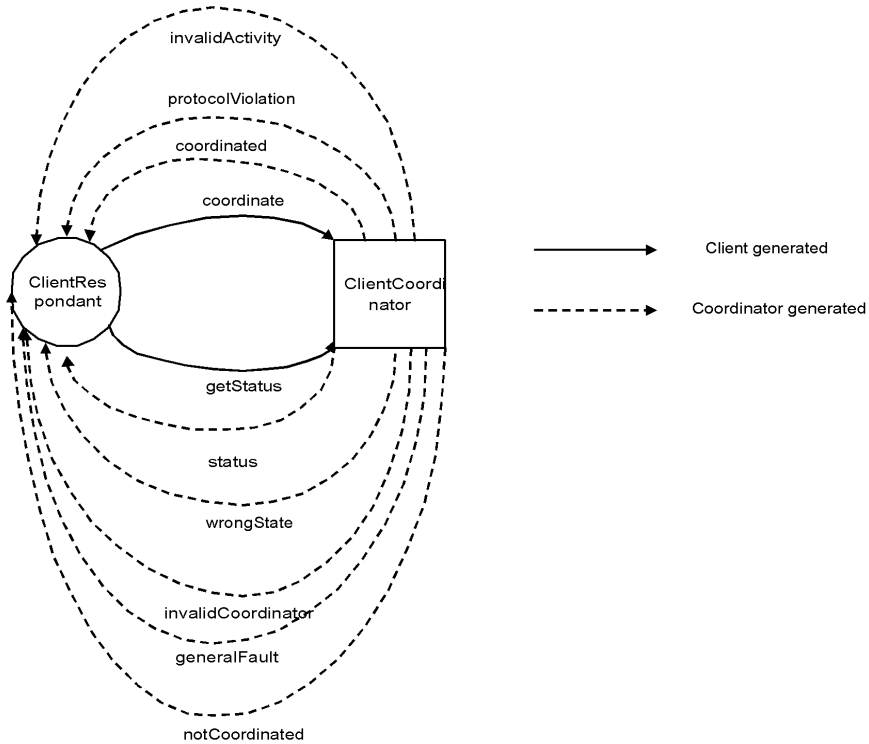 invalidActivity
protocolViolation
coordinated
coordinate
Client generated
ClientRes
pondant
ClientCoordi
nator
Coordinator generated
getStatus
status
wrongState
invalidCoordinator
generalFault
notCoordinated